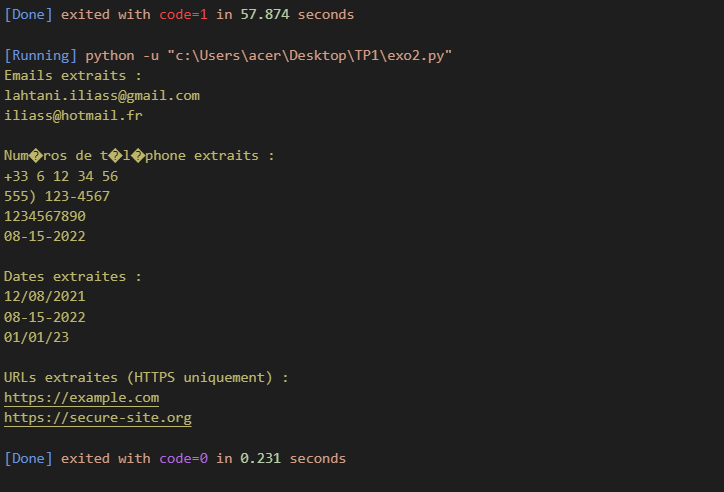 [Done] exited with code=1 in 57.874 seconds
[Running] python -u "c:\Users\acer\Desktop\TP1\exo2.py"
Emails extraits :
lahtani.iliass@gmail.com
iliass@hotmail.fr
Num�ros de t�l�phone extraits :
+33 6 12 34 56
555) 123-4567
1234567890
08-15-2022
Dates extraites :
12/08/2021
08-15-2022
01/01/23
URLs extraites (HTTPS uniquement) :
https://example.com
https://secure-site.org
[Done] exited with code=0 in 0.231 seconds